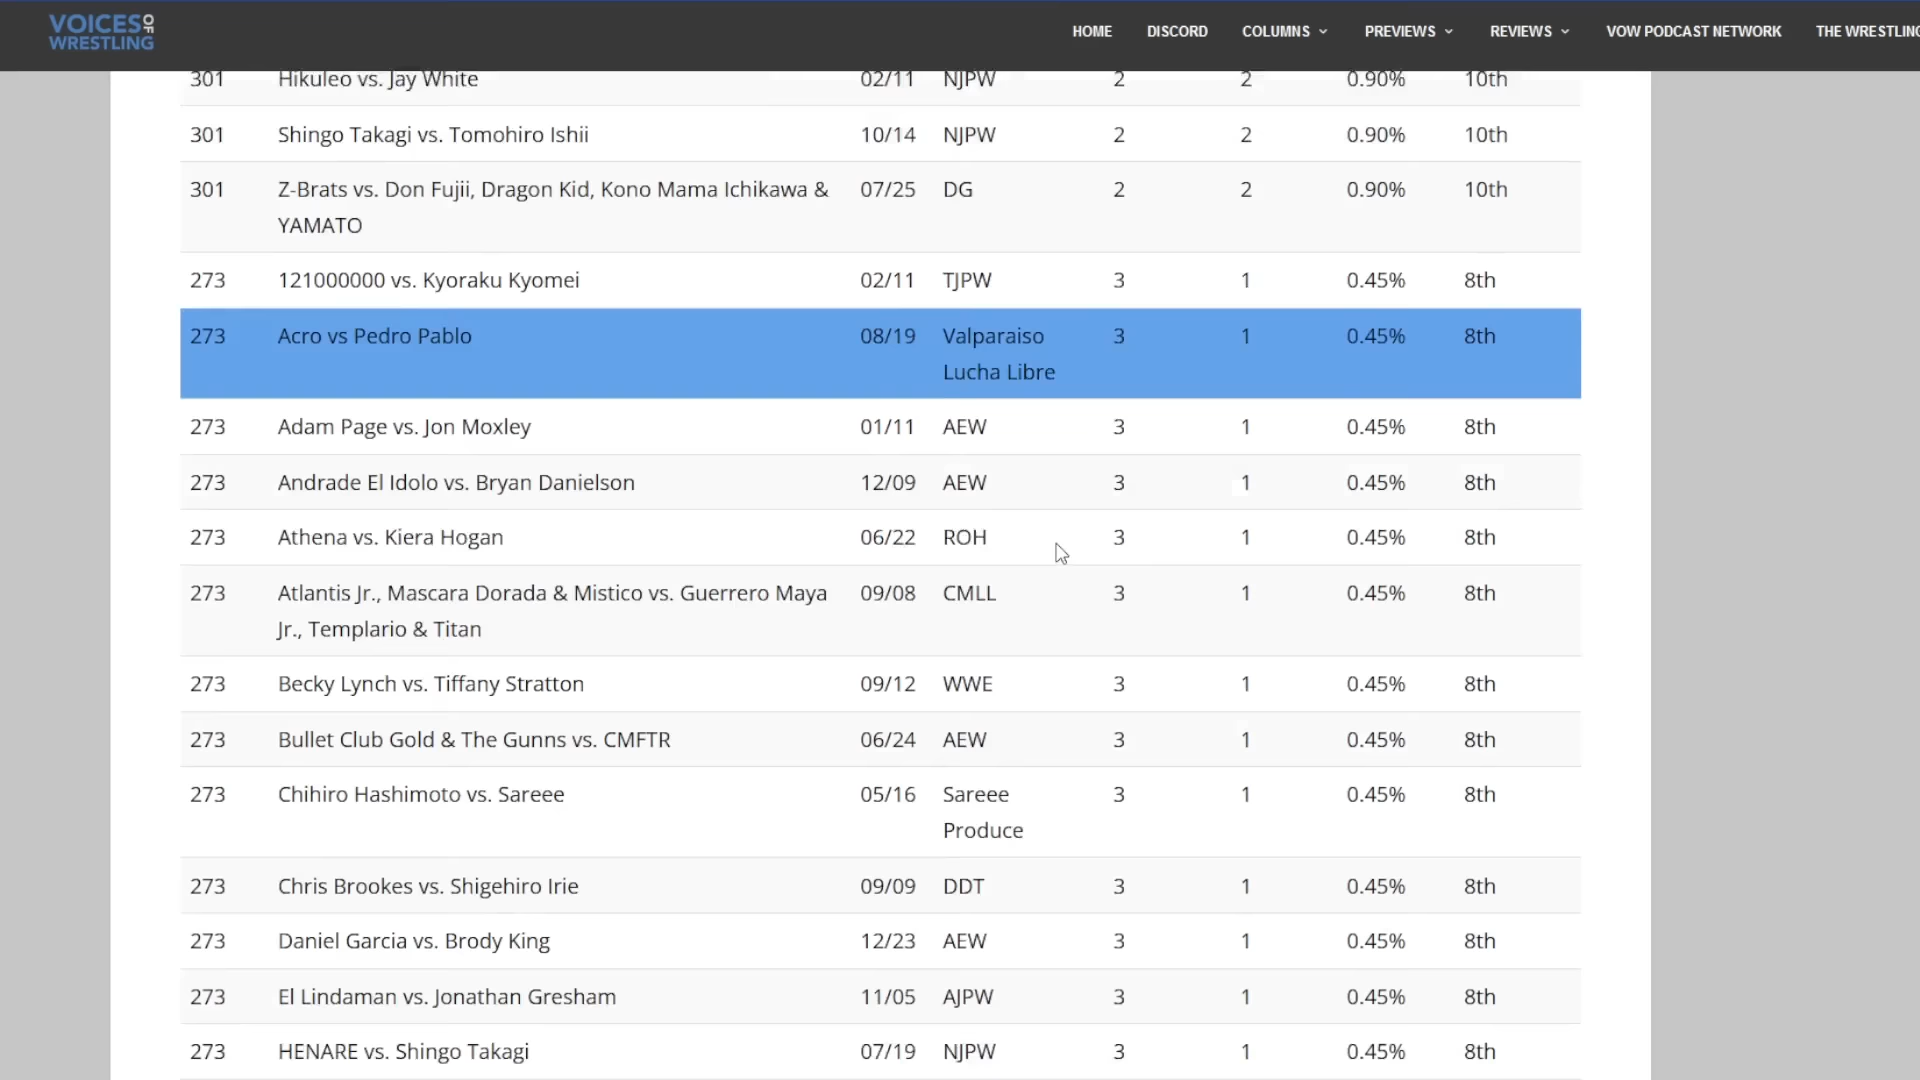 VOICES OF WRESTLING
HOME DISCORD COLUMNS PREVIEWS REVIEWS VOW PODCAST NETWORK THE WRESTLING
301 Hikuleo vs. Jay White 02/11 NJPW 2 2 0.90% 10th
301 Shingo Takagi vs. Tomohiro Ishii 10/14 NJPW 2 2 0.90% 10th
301 Z-Brats vs. Don Fujii, Dragon Kid, Kono Mama Ichikawa & 07/25 DG 2 2 0.90% 10th
YAMATO
273 121000000 vs. Kyoraku Kyomei 02/11 TJPW 3 1 0.45% 8th
273 Acro vs Pedro Pablo 08/19 Valparaiso 3 1 0.45% 8th
Lucha Libre
273 Adam Page vs. Jon Moxley 01/11 AEW 3 1 0.45% 8th
273 Andrade El Idolo vs. Bryan Danielson 12/09 AEW 3 1 0.45% 8th
273 Athena vs. Kiera Hogan 06/22 ROH 3 1 0.45% 8th
273 Atlantis Jr., Mascara Dorada & Mistico vs. Guerrero Maya 09/08 CMLL 3 1 0.45% 8th
Jr., Templario & Titan
273 Becky Lynch vs. Tiffany Stratton 09/12 WWE 3 1 0.45% 8th
273 Bullet Club Gold & The Gunns vs. CMFTR 06/24 AEW 3 1 0.45% 8th
273 Chihiro Hashimoto vs. Sareee 05/16 Sareee 3 1 0.45% 8th
Produce
273 Chris Brookes vs. Shigehiro Irie 09/09 DDT 3 1 0.45% 8th
273 Daniel Garcia vs. Brody King 12/23 AEW 3 1 0.45% 8th
273 El Lindaman vs. Jonathan Gresham 11/05 AJPW 3 1 0.45% 8th
273 HENARE vs. Shingo Takagi 07/19 NJPW 3 1 0.45% 8th